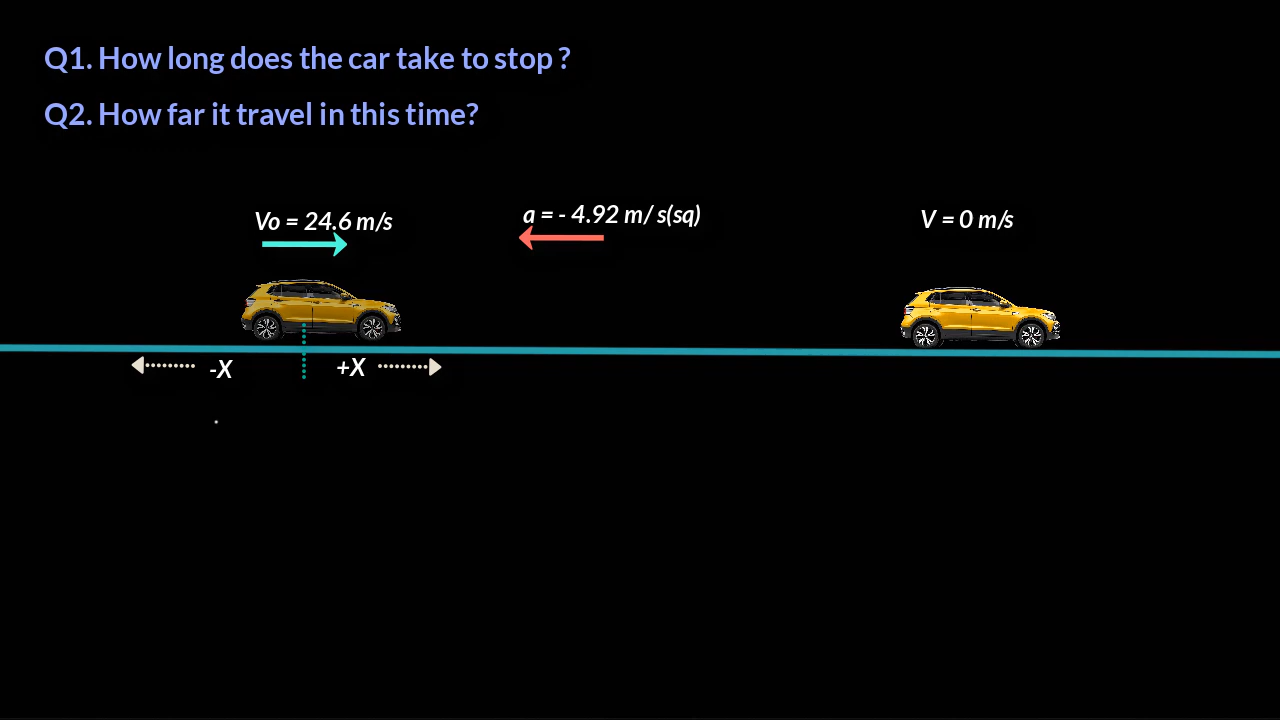 Q1. How long does the car take to stop ?
Q2. How far it travel in this time?
Vo = 24.6 m/s
a = - 4.92 m/ s(sq)
V = 0 m/s
-X
+X